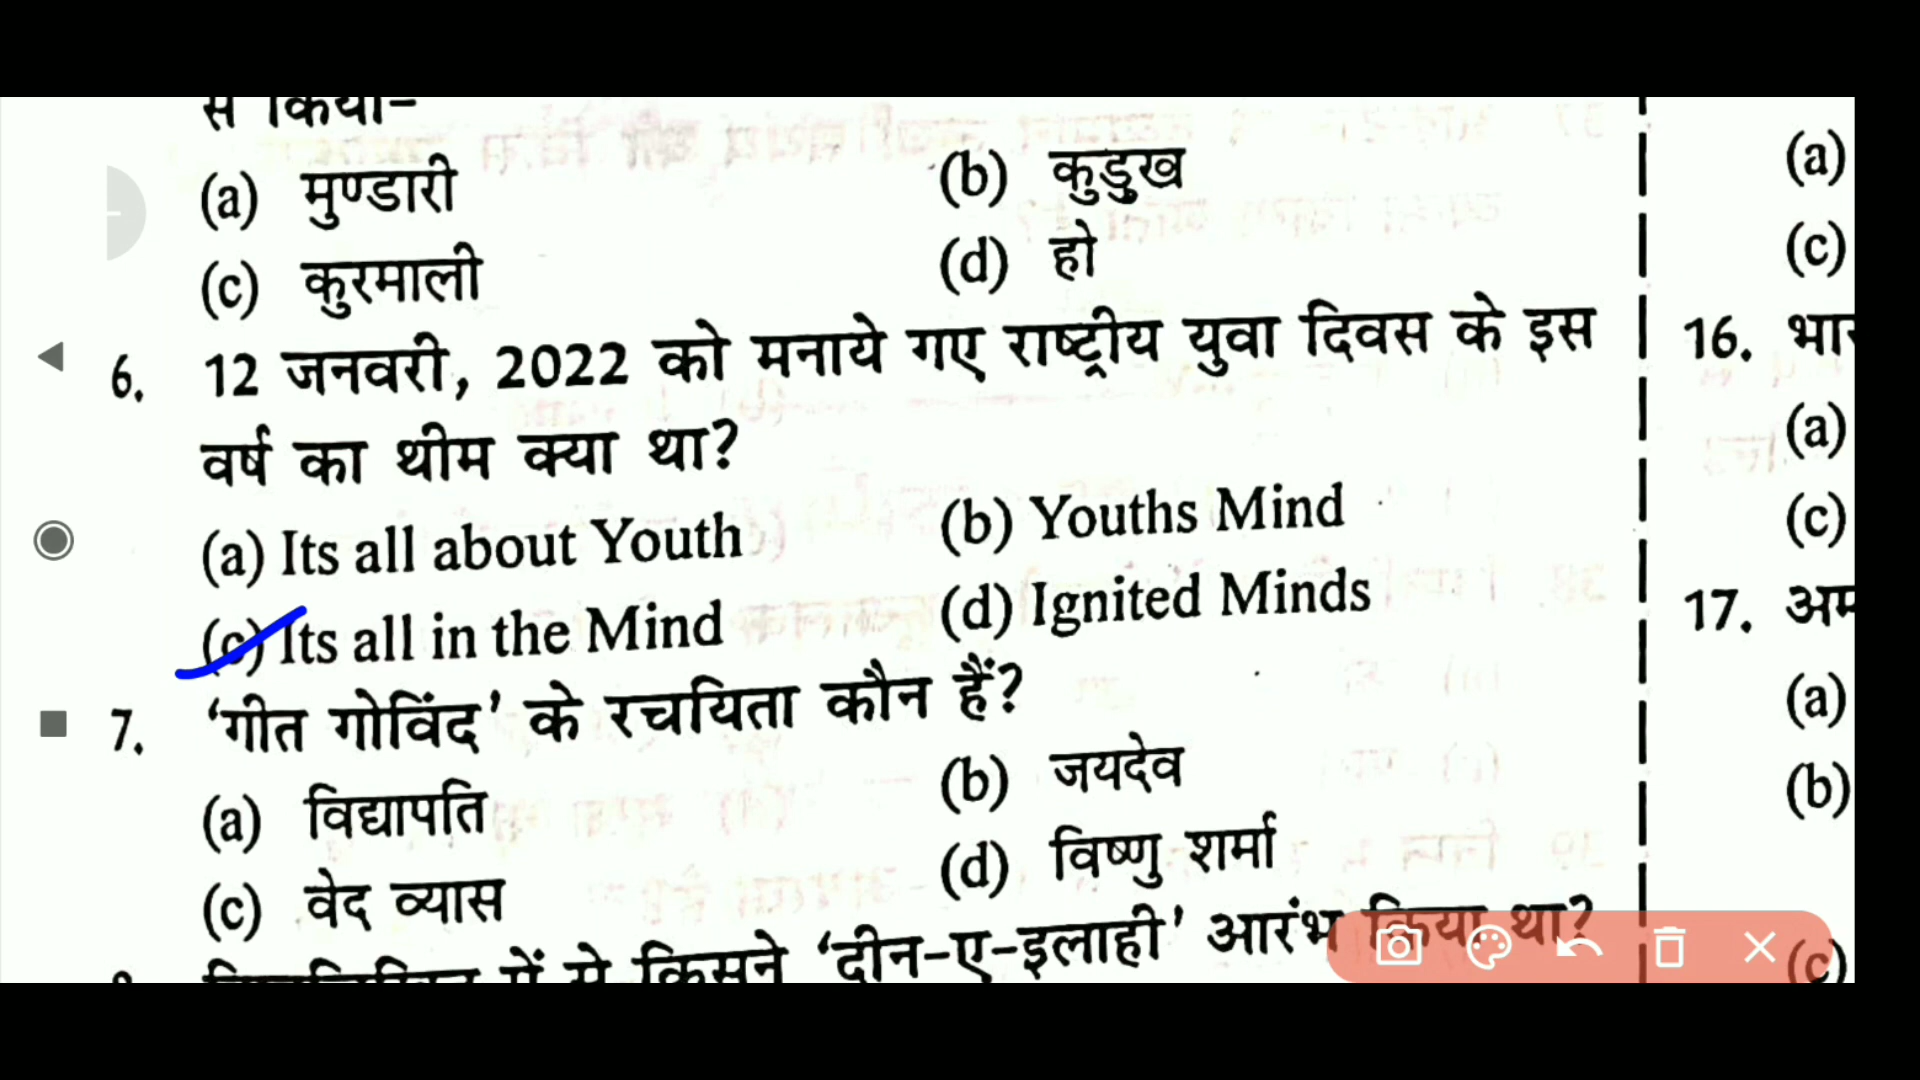 से किया–
(a) मुण्डारी
(b) कुडुख
(c) कुरमाली
(d) हो
6. 12 जनवरी, 2022 को मनाये गए राष्ट्रीय युवा दिवस के इस
वर्ष का थीम क्या था?
(a) Its all about Youth
(b) Youths Mind
(c) Its all in the Mind
(d) Ignited Minds
7. ‘गीत गोविंद’ के रचयिता कौन हैं?
(a) विद्यापति
(b) जयदेव
(c) वेद व्यास
(d) विष्णु शर्मा
में से किसने ‘दीन-ए-इलाही’ आरंभ किया था?
(a)
(c)
16.
(a)
(c)
17.
(a)
(b)
(c)